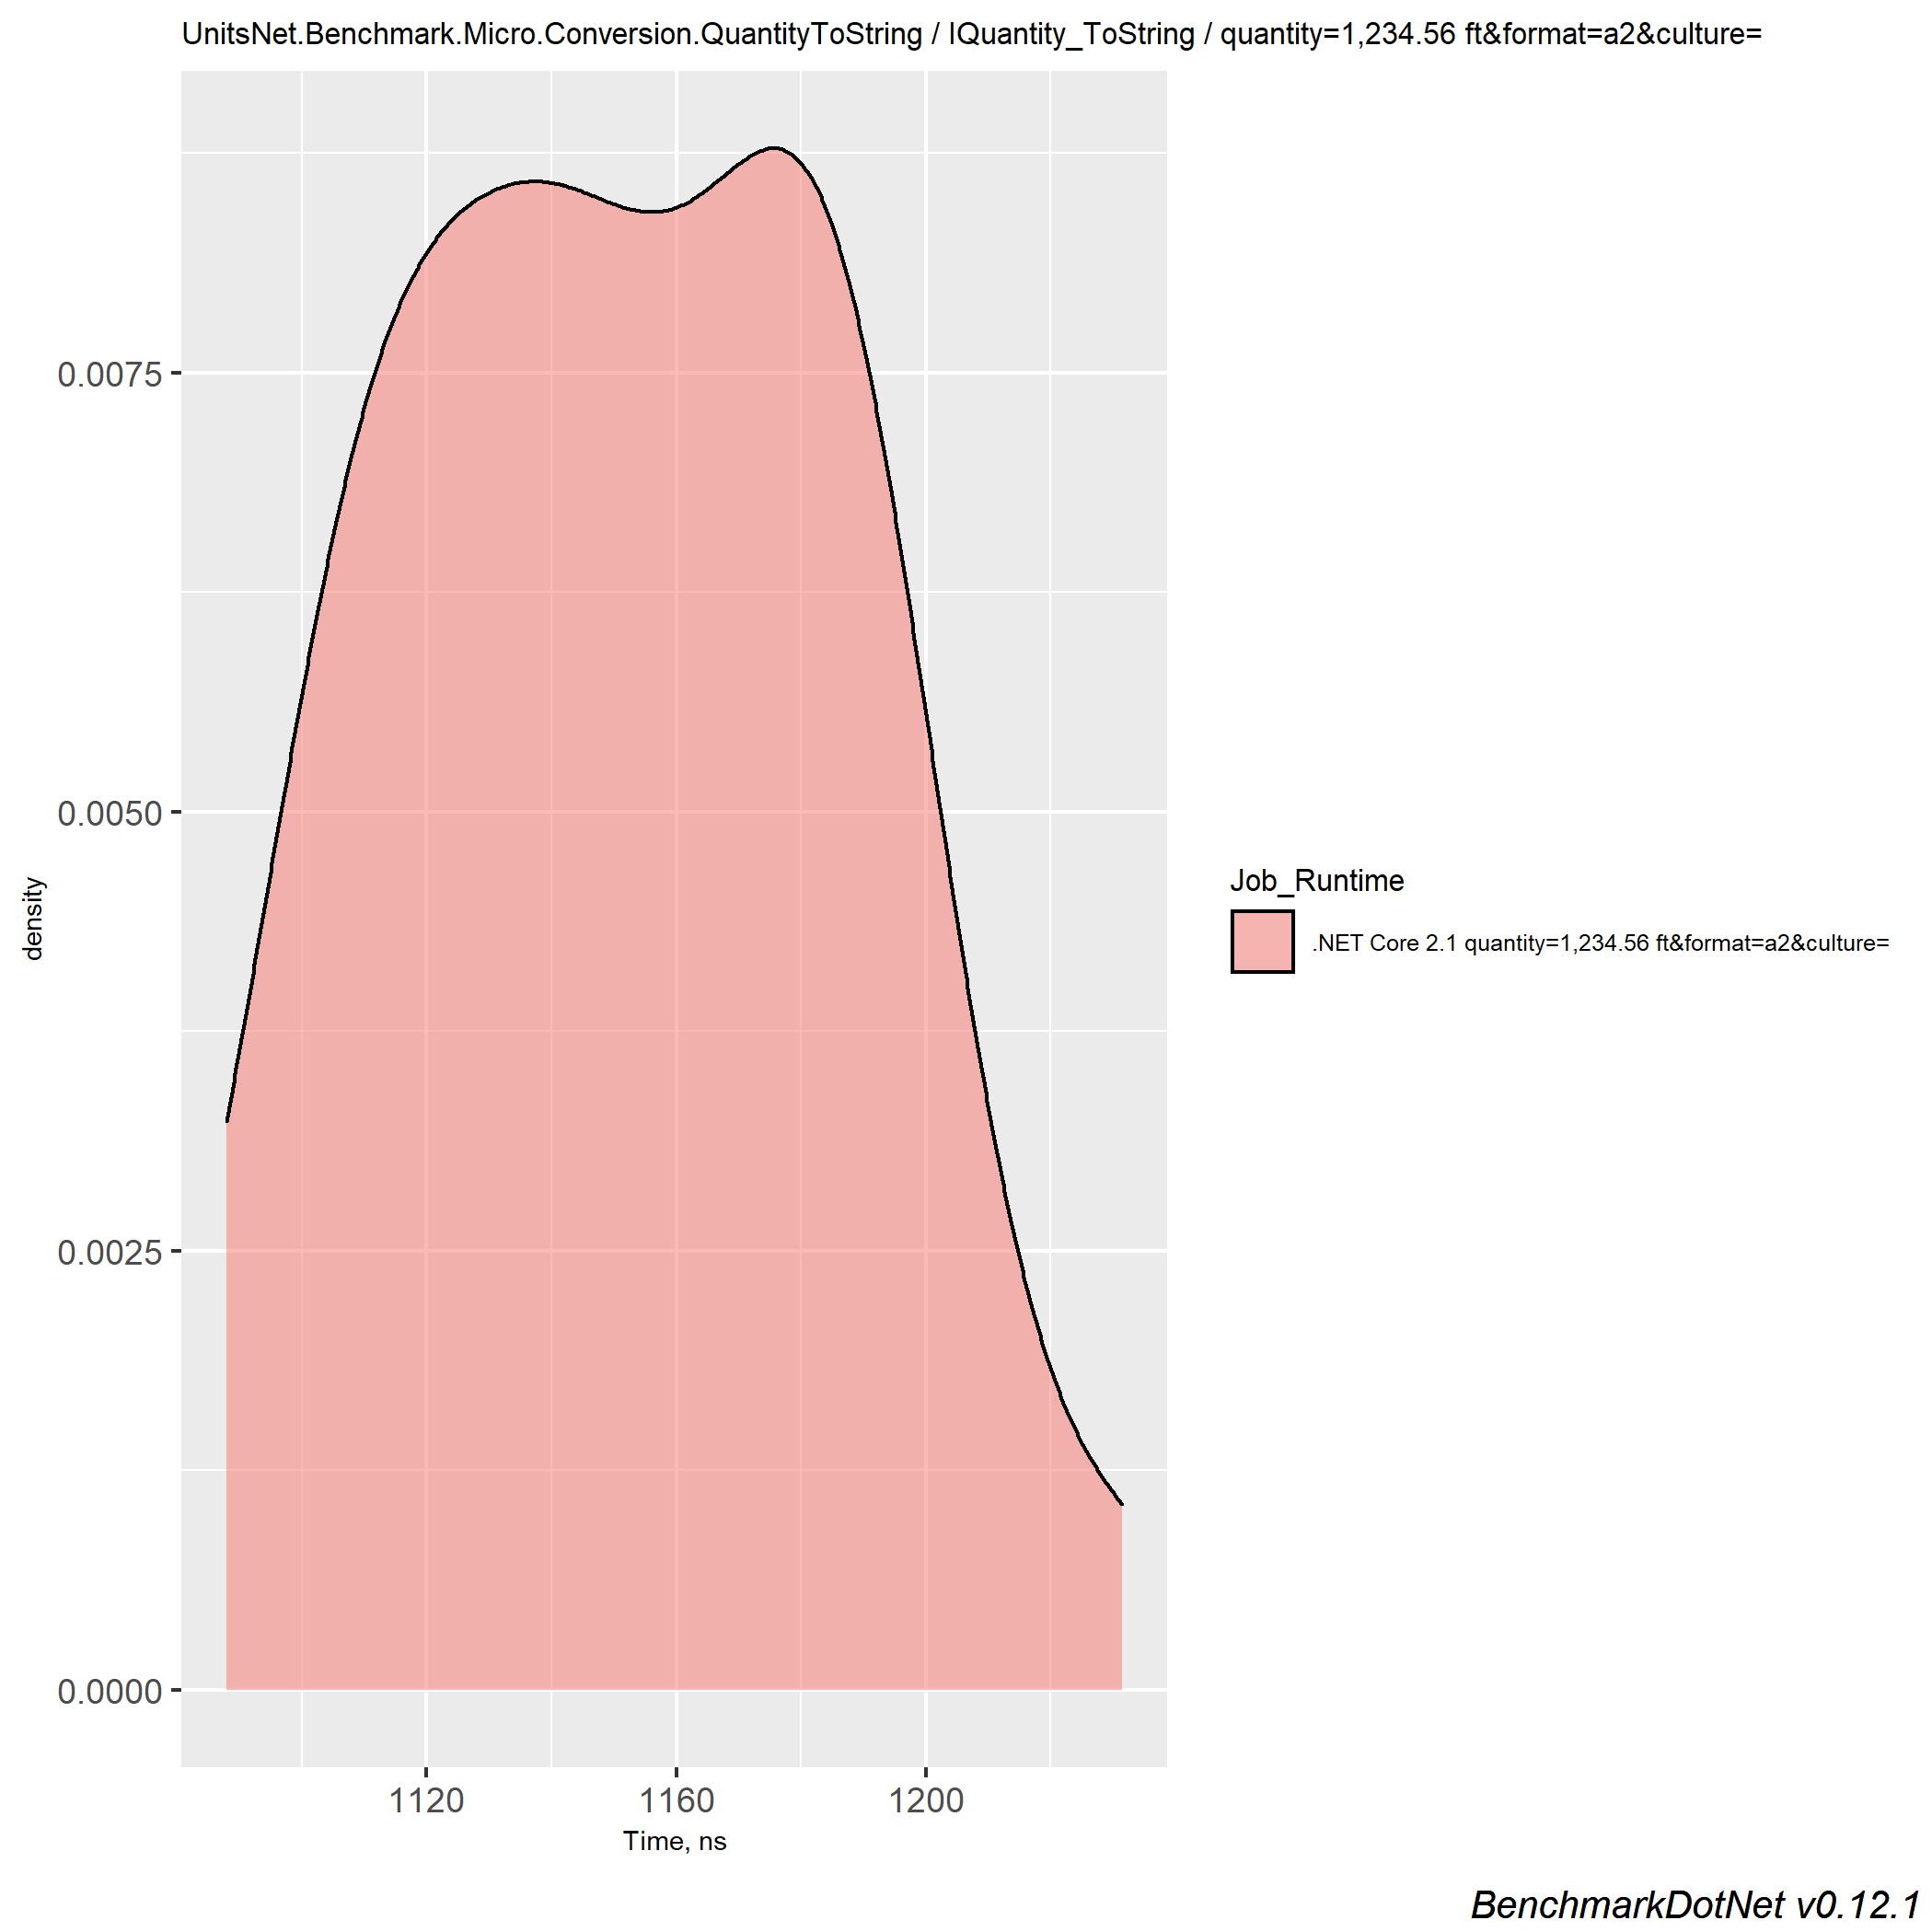 UnitsNet.Benchmark.Micro.Conversion.QuantityToString / IQuantity_ToString / quantity=1,234.56 ft&format=a2&culture=
0.0075
0.0050
0.0025
0.0000
density
1120 1160 1200
Time, ns
Job_Runtime
.NET Core 2.1 quantity=1,234.56 ft&format=a2&culture=
BenchmarkDotNet v0.12.1